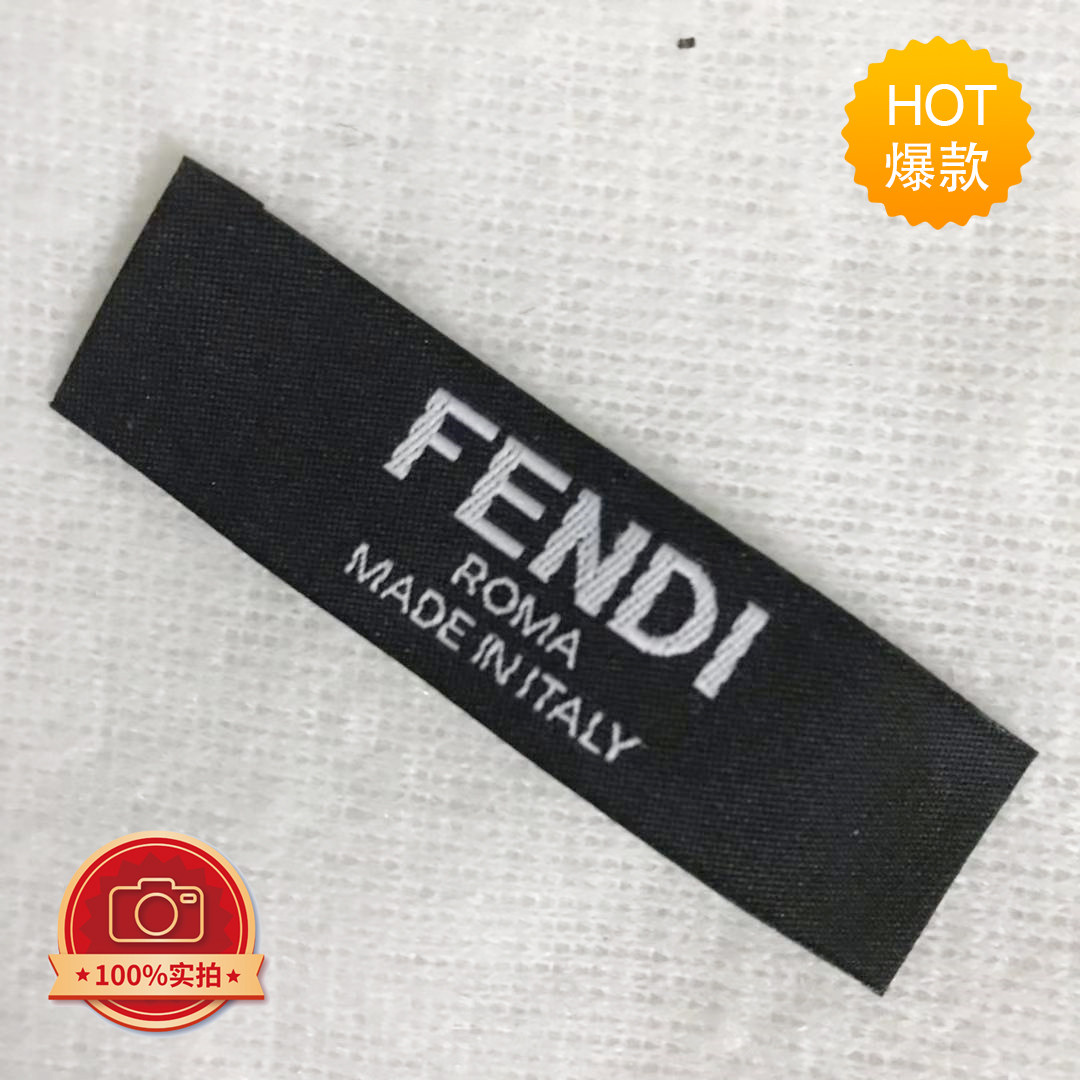 HOT
爆款
FENDI
ROMA
MADE IN ITALY
100%实拍